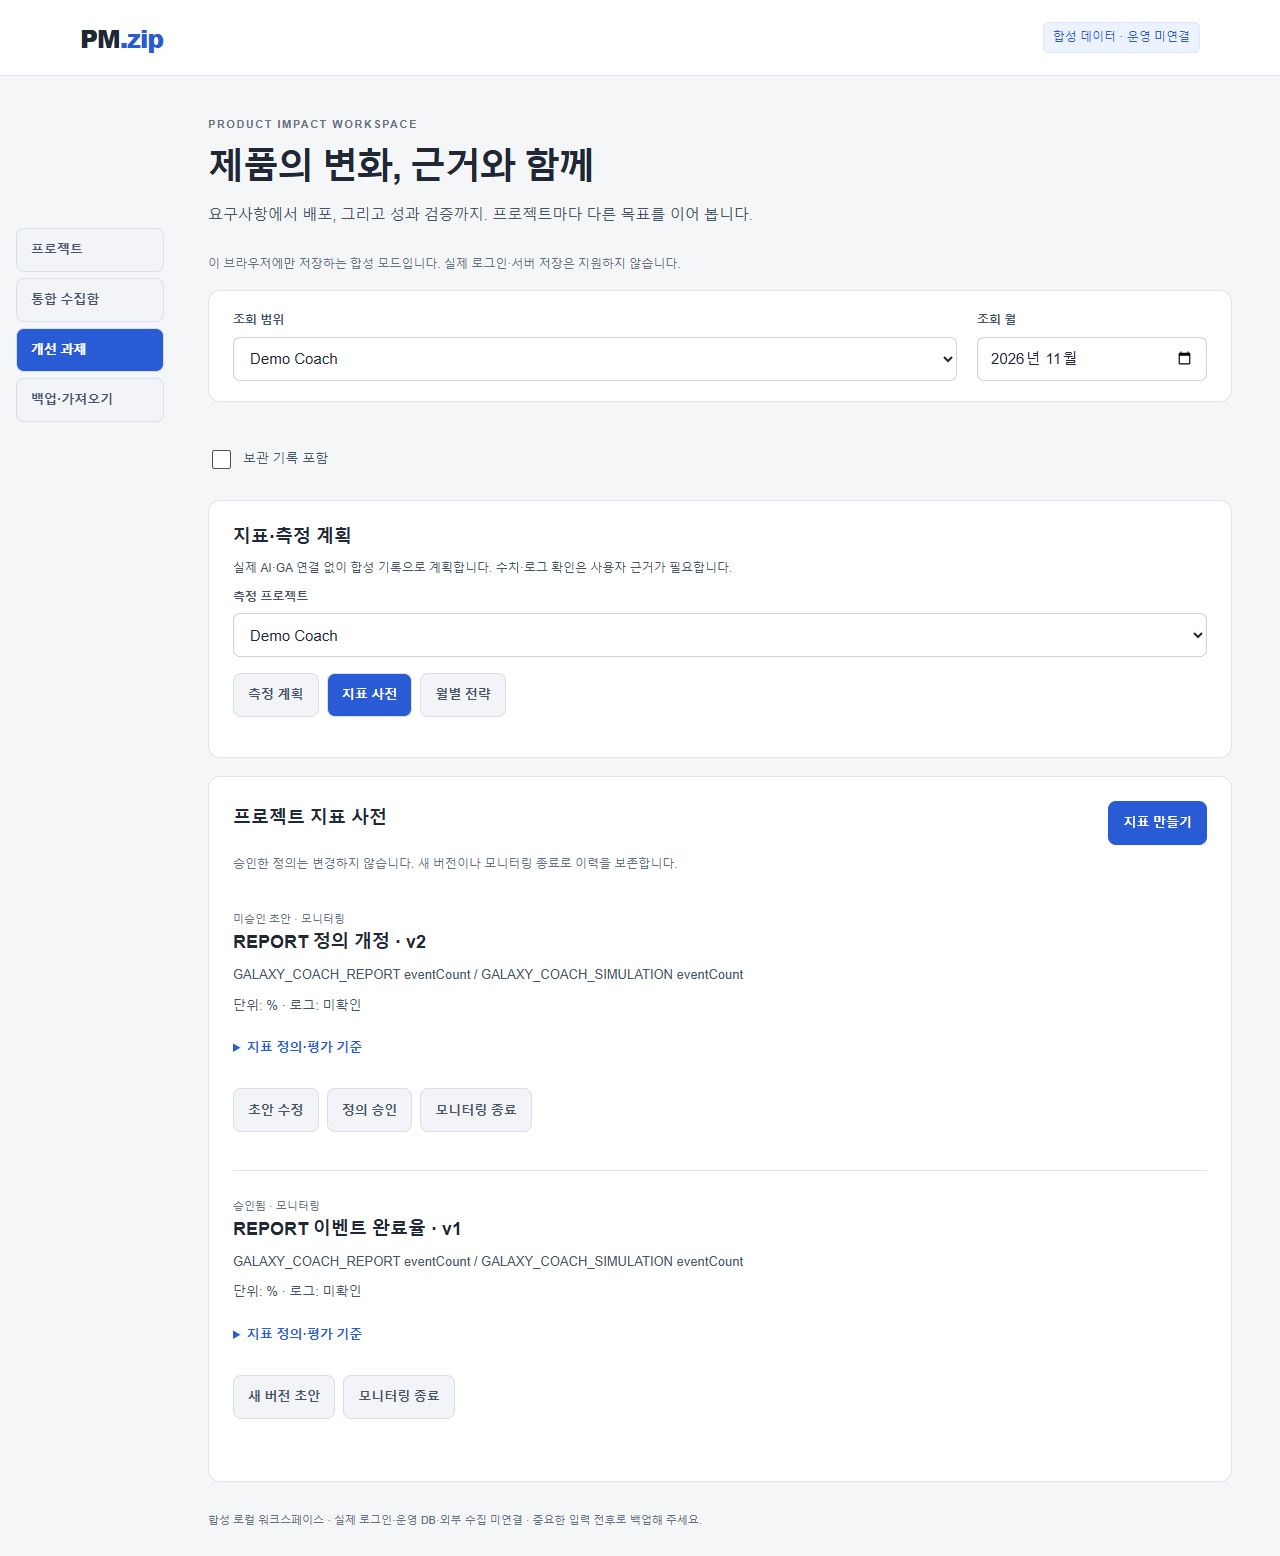 PM.zip
합성 데이터 · 운영 미연결
PRODUCT IMPACT WORKSPACE
제품의 변화, 근거와 함께
요구사항에서 배포, 그리고 성과 검증까지. 프로젝트마다 다른 목표를 이어 봅니다.
프로젝트
통합 수집함
개선 과제
백업·가져오기
이 브라우저에만 저장하는 합성 모드입니다. 실제 로그인·서버 저장은 지원하지 않습니다.
조회 범위
조회 월
Demo Coach
2026년 11월
보관 기록 포함
지표·측정 계획
실제 AI·GA 연결 없이 합성 기록으로 계획합니다. 수치·로그 확인은 사용자 근거가 필요합니다.
측정 프로젝트
Demo Coach
측정 계획
지표 사전
월별 전략
프로젝트 지표 사전
지표 만들기
승인한 정의는 변경하지 않습니다. 새 버전이나 모니터링 종료로 이력을 보존합니다.
미승인 초안 · 모니터링
REPORT 정의 개정 · v2
GALAXY_COACH_REPORT eventCount / GALAXY_COACH_SIMULATION eventCount
단위: % · 로그: 미확인
▶ 지표 정의·평가 기준
초안 수정
정의 승인
모니터링 종료
승인됨 · 모니터링
REPORT 이벤트 완료율 · v1
GALAXY_COACH_REPORT eventCount / GALAXY_COACH_SIMULATION eventCount
단위: % · 로그: 미확인
▶ 지표 정의·평가 기준
새 버전 초안
모니터링 종료
합성 로컬 워크스페이스 · 실제 로그인·운영 DB·외부 수집 미연결 · 중요한 입력 전후로 백업해 주세요.